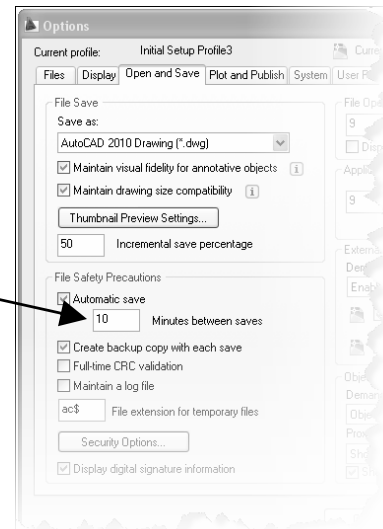 Options
Current profile: Initial Setup Profile3
Files Display Open and Save Plot and Publish System User
File Save
Save as:
AutoCAD 2010 Drawing (*.dwg)
Maintain visual fidelity for annotative objects
Maintain drawing size compatibility
Thumbnail Preview Settings...
50 Incremental save percentage
File Safety Precautions
Automatic save
10 Minutes between saves
Create backup copy with each save
Full-time CRC validation
Maintain a log file
ac$ File extension for temporary files
Security Options...
Display digital signature information
File
9
9